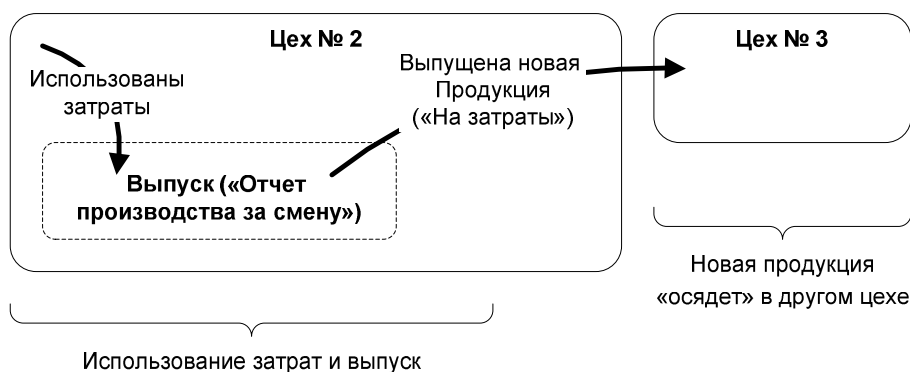 Цех № 2
Цех № 3
Использованы
затраты
Выпущена новая
Продукция
(«На затраты»)
Выпуск («Отчет
производства за смену»)
Новая продукция
«осядет» в другом цехе
Использование затрат и выпуск